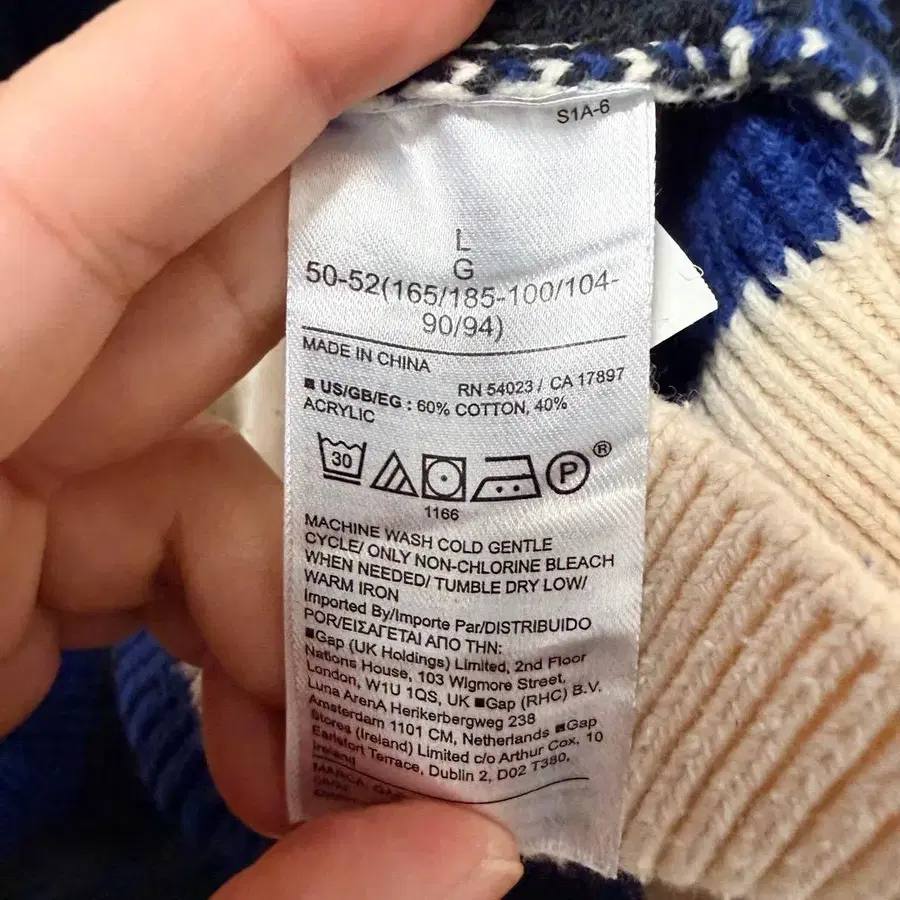 S1A-6
L
G
50-52(165/185-100/104-
90/94)
MADE IN CHINA
RN 54023 / CA 17897
■ US/GB/EG : 60% COTTON, 40%
ACRYLIC
30
P ®
1166
MACHINE WASH COLD GENTLE
CYCLE/ ONLY NON-CHLORINE BLEACH
WHEN NEEDED/ TUMBLE DRY LOW/
WARM IRON
Imported By/Importe Par/DISTRIBUIDO
POR/ΕΙΣΑΓΕΤΑΙ ΑΠΟ ΤΗΝ:
■Gap (UK Holdings) Limited, 2nd Floor
Nations House, 103 Wigmore Street,
London, W1U 1QS, UK ■Gap (RHC) B.V.
Luna ArenA Herikerbergweg 238
Amsterdam 1101 CM, Netherlands ■Gap
Stores (Ireland) Limited c/o Arthur Cox, 10
Earlsfort Terrace, Dublin 2, D02 T380,
Ireland
MARCA: